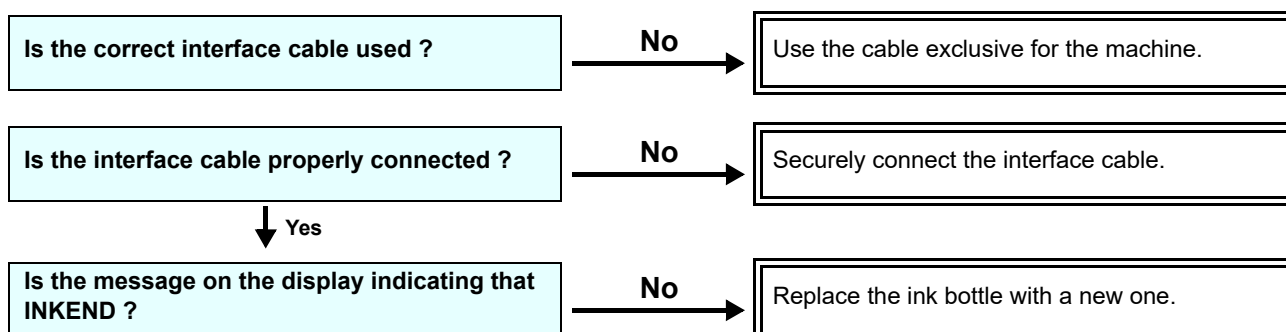 Is the correct interface cable used ?
No
Use the cable exclusive for the machine.
Is the interface cable properly connected ?
No
Securely connect the interface cable.
Yes
Is the message on the display indicating that
INKEND ?
No
Replace the ink bottle with a new one.